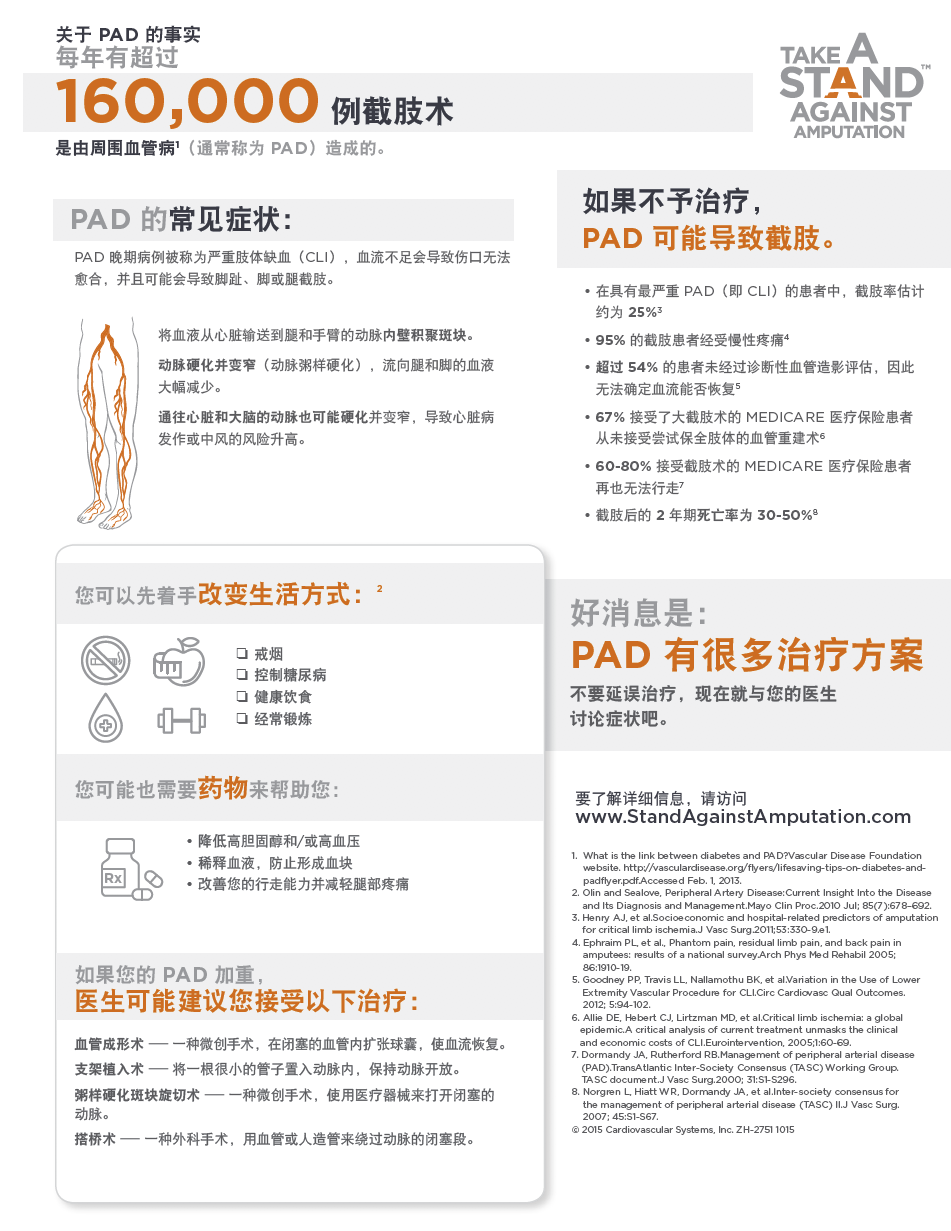 关于 PAD 的事实
每年有超过
160,000 例截肢术
是由周围血管病¹（通常称为 PAD）造成的。
TAKE A
STAND™
AGAINST
AMPUTATION
PAD 的常见症状：
PAD 晚期病例被称为严重肢体缺血（CLI），血流不足会导致伤口无法
愈合，并且可能会导致脚趾、脚或腿截肢。
将血液从心脏输送到腿和手臂的动脉内壁积聚斑块。
动脉硬化并变窄（动脉粥样硬化），流向腿和脚的血液
大幅减少。
通往心脏和大脑的动脉也可能硬化并变窄，导致心脏病
发作或中风的风险升高。
如果不予治疗，
PAD 可能导致截肢。
• 在具有最严重 PAD（即 CLI）的患者中，截肢率估计
约为 25%³
• 95% 的截肢患者经受慢性疼痛⁴
• 超过 54% 的患者未经过诊断性血管造影评估，因此
无法确定血流能否恢复⁵
• 67% 接受了大截肢术的 MEDICARE 医疗保险患者
从未接受尝试保全肢体的血管重建术⁶
• 60-80% 接受截肢术的 MEDICARE 医疗保险患者
再也无法行走⁷
• 截肢后的 2 年期死亡率为 30-50%⁸
您可以先着手改变生活方式：²
❏ 戒烟
❏ 控制糖尿病
❏ 健康饮食
❏ 经常锻炼
您可能也需要药物来帮助您：
Rx
• 降低高胆固醇和/或高血压
• 稀释血液，防止形成血块
• 改善您的行走能力并减轻腿部疼痛
如果您的 PAD 加重，
医生可能建议您接受以下治疗：
血管成形术 —— 一种微创手术，在闭塞的血管内扩张球囊，使血流恢复。
支架植入术 —— 将一根很小的管子置入动脉内，保持动脉开放。
粥样硬化斑块旋切术 —— 一种微创手术，使用医疗器械来打开闭塞的
动脉。
搭桥术 —— 一种外科手术，用血管或人造管来绕过动脉的闭塞段。
好消息是：
PAD 有很多治疗方案
不要延误治疗，现在就与您的医生
讨论症状吧。
要了解详细信息，请访问
www.StandAgainstAmputation.com
1. What is the link between diabetes and PAD?Vascular Disease Foundation
website. http://vasculardisease.org/flyers/lifesaving-tips-on-diabetes-and-
padflyer.pdf.Accessed Feb. 1, 2013.
2. Olin and Sealove, Peripheral Artery Disease:Current Insight Into the Disease
and Its Diagnosis and Management.Mayo Clin Proc.2010 Jul; 85(7):678–692.
3. Henry AJ, et al.Socioeconomic and hospital-related predictors of amputation
for critical limb ischemia.J Vasc Surg.2011;53:330-9.e1.
4. Ephraim PL, et al., Phantom pain, residual limb pain, and back pain in
amputees: results of a national survey.Arch Phys Med Rehabil 2005;
86:1910-19.
5. Goodney PP, Travis LL, Nallamothu BK, et al.Variation in the Use of Lower
Extremity Vascular Procedure for CLI.Circ Cardiovasc Qual Outcomes.
2012; 5:94-102.
6. Allie DE, Hebert CJ, Lirtzman MD, et al.Critical limb ischemia: a global
epidemic.A critical analysis of current treatment unmasks the clinical
and economic costs of CLI.Eurointervention, 2005;1:60-69.
7. Dormandy JA, Rutherford RB.Management of peripheral arterial disease
(PAD).TransAtlantic Inter-Society Consensus (TASC) Working Group.
TASC document.J Vasc Surg.2000; 31:S1-S296.
8. Norgren L, Hiatt WR, Dormandy JA, et al.Inter-society consensus for
the management of peripheral arterial disease (TASC) II.J Vasc Surg.
2007; 45:S1-S67.
© 2015 Cardiovascular Systems, Inc. ZH-2751 1015